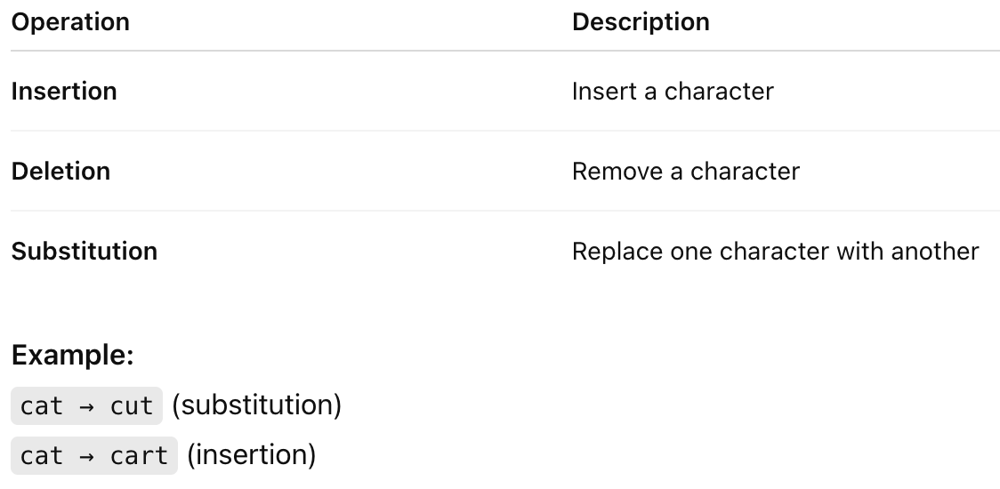 Operation Description
Insertion Insert a character
Deletion Remove a character
Substitution Replace one character with another
Example:
cat → cut (substitution)
cat → cart (insertion)